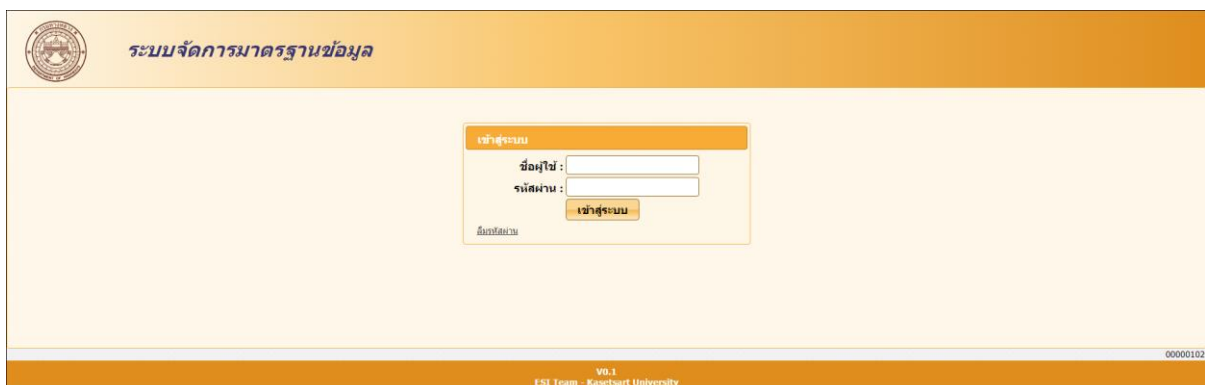 ระบบจัดการมาตรฐานข้อมูล
เข้าสู่ระบบ
ชื่อผู้ใช้ :
รหัสผ่าน :
เข้าสู่ระบบ
ลืมรหัสผ่าน
00000102
V0.1
ESI Team - Kasetsart University